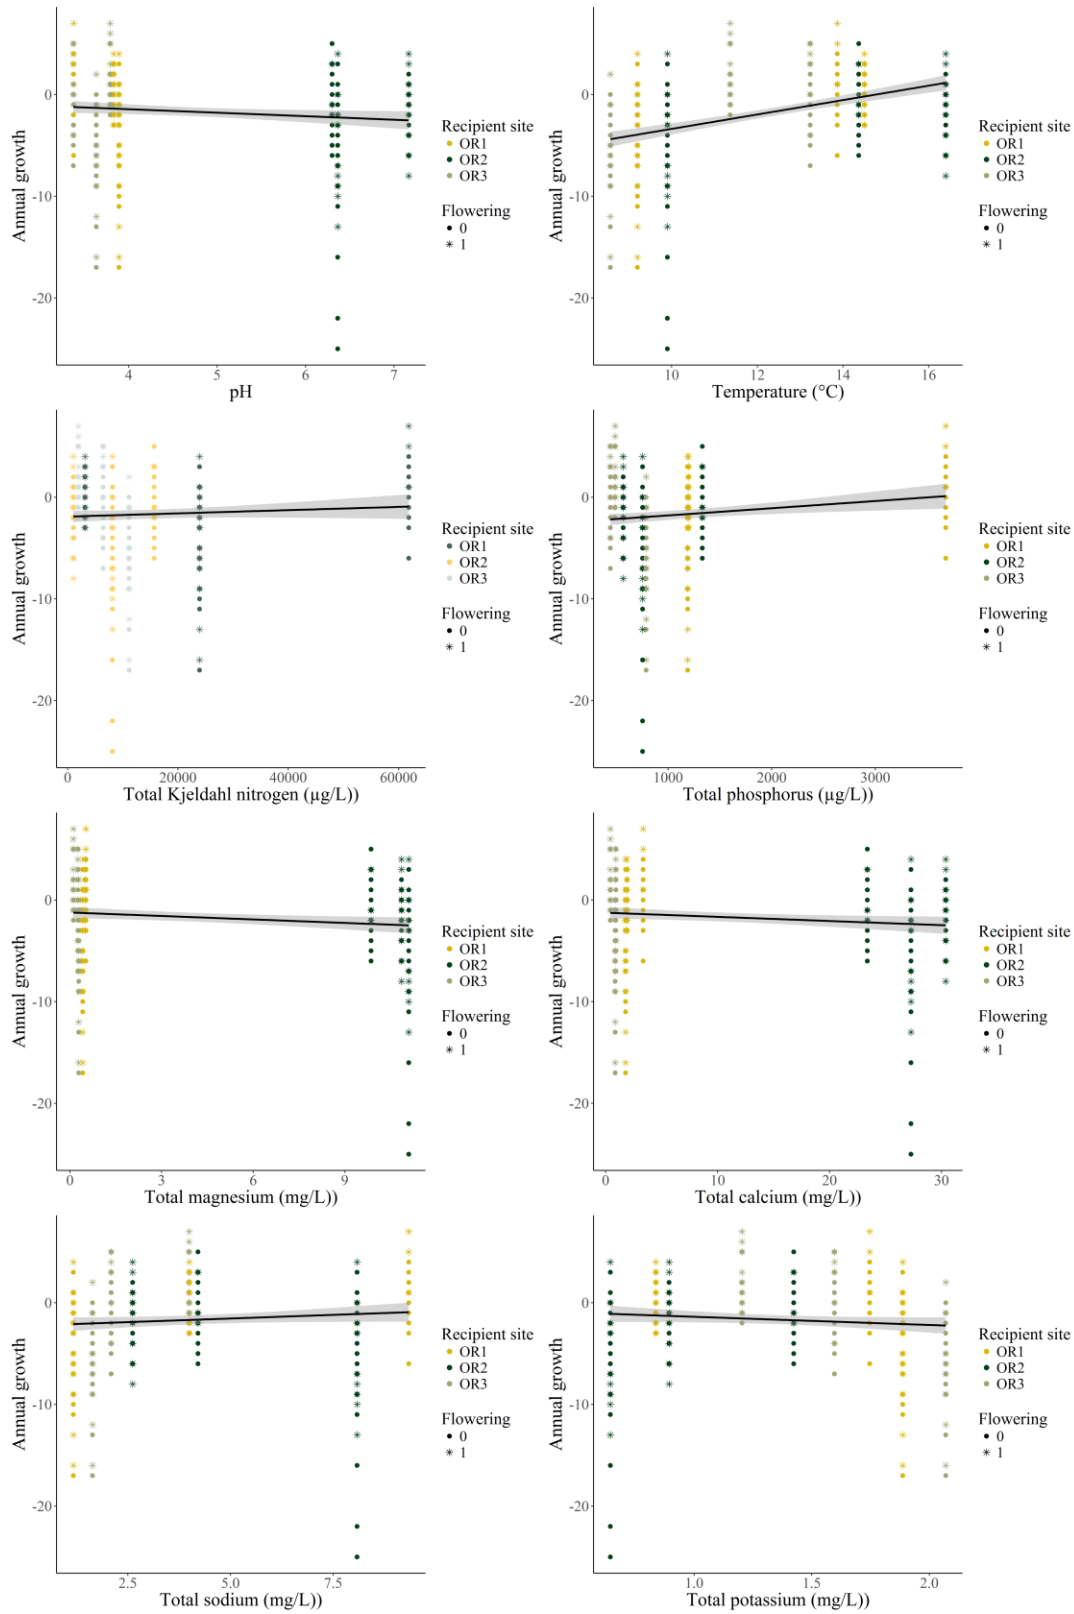 Annual growth
0
-10
-20
4
5
6
7
pH
Recipient site
OR1
OR2
OR3
Flowering
0
1
Annual growth
0
-10
-20
10
12
14
16
Temperature (°C)
Recipient site
OR1
OR2
OR3
Flowering
0
1
Annual growth
0
-10
-20
0
20000
40000
60000
Total Kjeldahl nitrogen (µg/L))
Recipient site
OR1
OR2
OR3
Flowering
0
1
Annual growth
0
-10
-20
1000
2000
3000
Total phosphorus (µg/L))
Recipient site
OR1
OR2
OR3
Flowering
0
1
Annual growth
0
-10
-20
0
3
6
9
Total magnesium (mg/L))
Recipient site
OR1
OR2
OR3
Flowering
0
1
Annual growth
0
-10
-20
0
10
20
30
Total calcium (mg/L))
Recipient site
OR1
OR2
OR3
Flowering
0
1
Annual growth
0
-10
-20
2.5
5.0
7.5
Total sodium (mg/L))
Recipient site
OR1
OR2
OR3
Flowering
0
1
Annual growth
0
-10
-20
1.0
1.5
2.0
Total potassium (mg/L))
Recipient site
OR1
OR2
OR3
Flowering
0
1